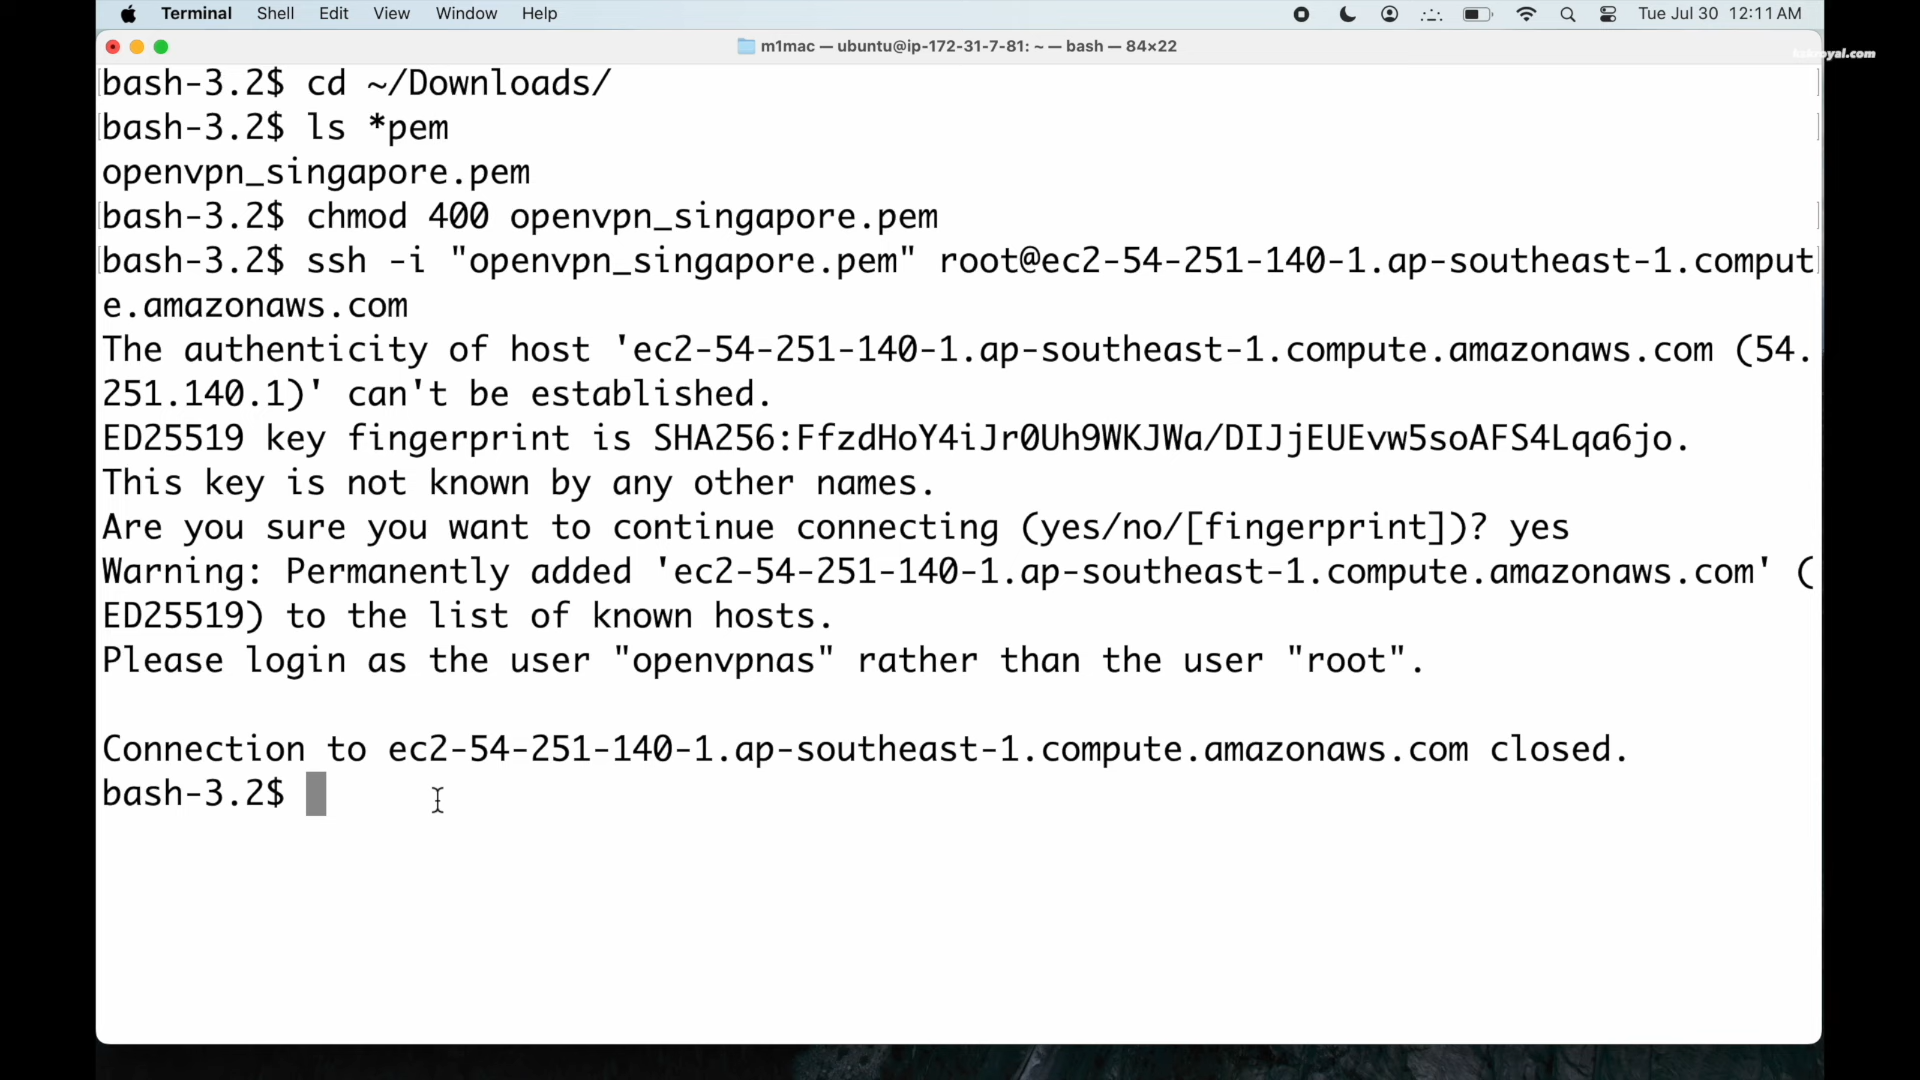 Terminal Shell Edit View Window Help Tue Jul 30 12:11 AM
m1mac — ubuntu@ip-172-31-7-81: ~ — bash — 84×22
bash-3.2$ cd ~/Downloads/
bash-3.2$ ls *pem
openvpn_singapore.pem
bash-3.2$ chmod 400 openvpn_singapore.pem
bash-3.2$ ssh -i "openvpn_singapore.pem" root@ec2-54-251-140-1.ap-southeast-1.comput
e.amazonaws.com
The authenticity of host 'ec2-54-251-140-1.ap-southeast-1.compute.amazonaws.com (54.
251.140.1)' can't be established.
ED25519 key fingerprint is SHA256:FfzdHoY4iJr0Uh9WKJWa/DIJjEUEvw5soAFS4Lqa6jo.
This key is not known by any other names.
Are you sure you want to continue connecting (yes/no/[fingerprint])? yes
Warning: Permanently added 'ec2-54-251-140-1.ap-southeast-1.compute.amazonaws.com' (
ED25519) to the list of known hosts.
Please login as the user "openvpnas" rather than the user "root".
Connection to ec2-54-251-140-1.ap-southeast-1.compute.amazonaws.com closed.
bash-3.2$